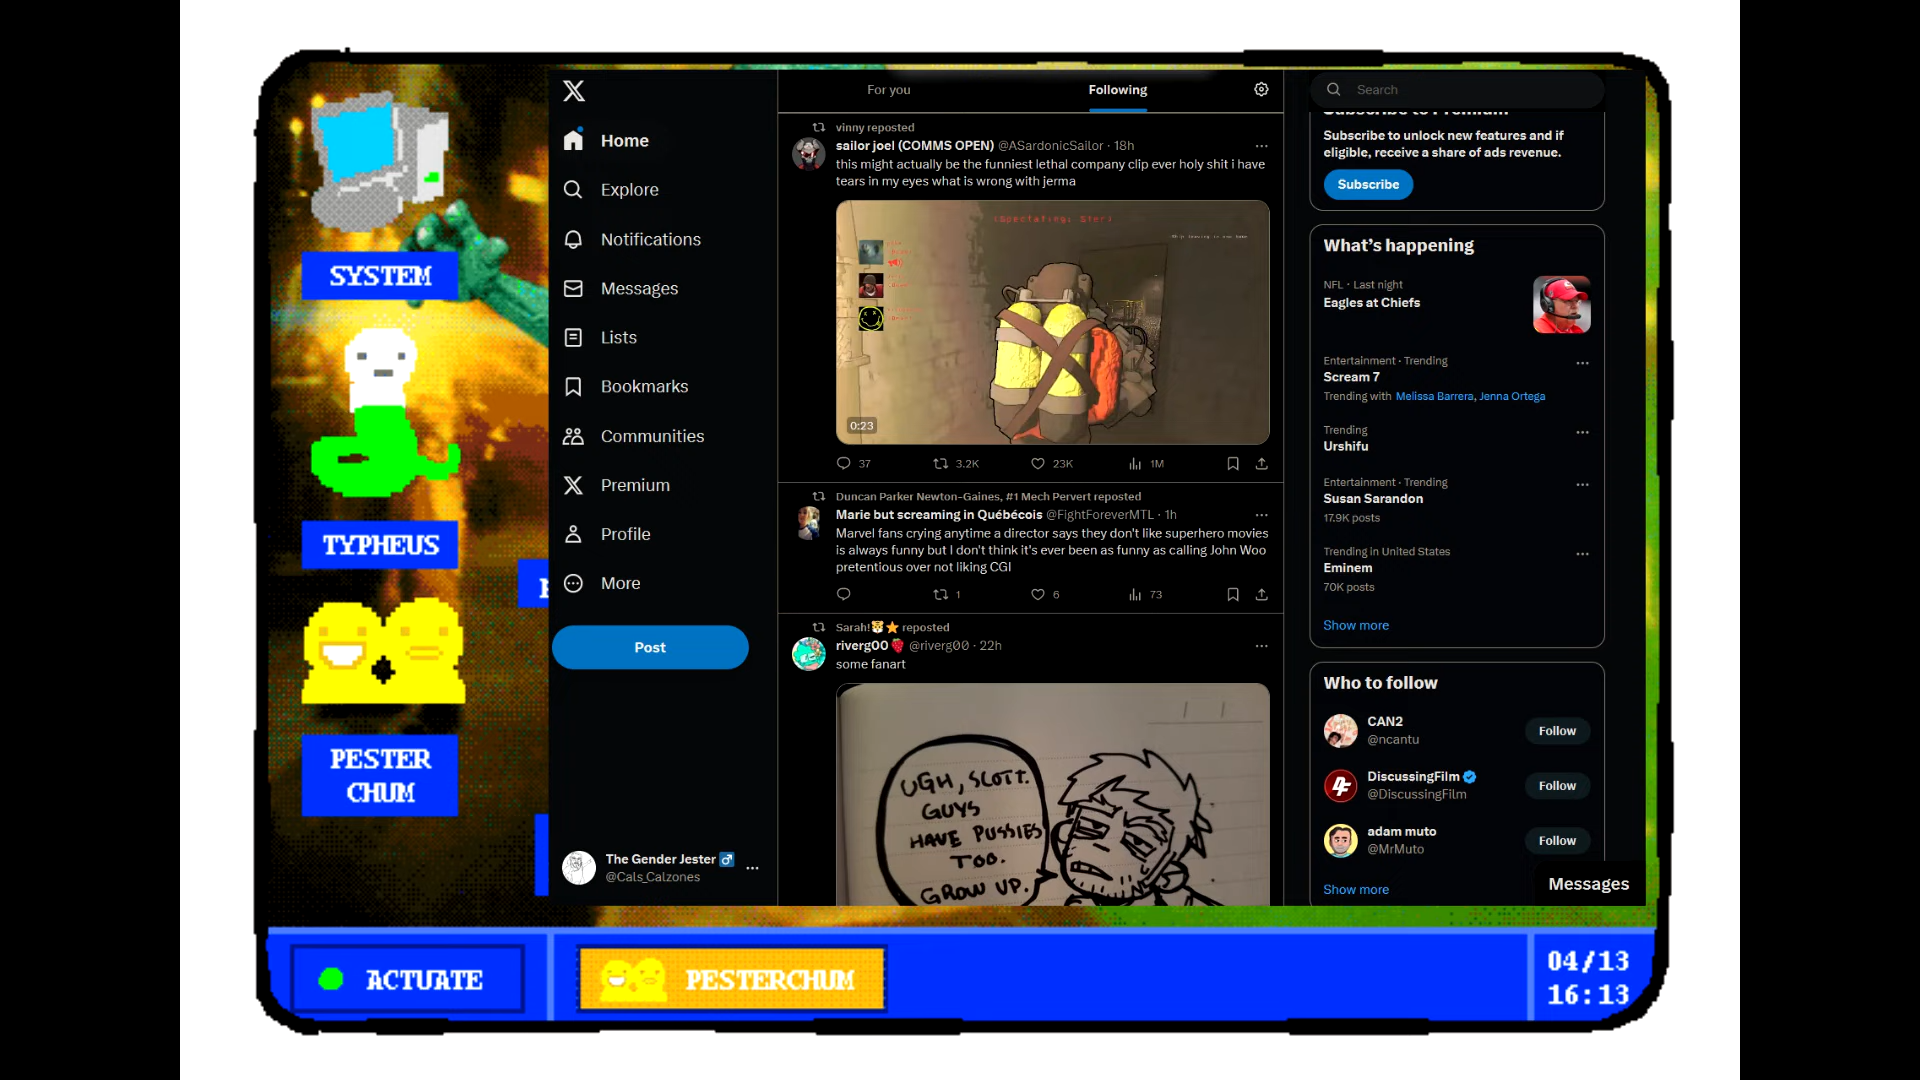 SYSTEM
TYPHEUS
PESTER
CHUM
X
Home
Explore
Notifications
Messages
Lists
Bookmarks
Communities
Premium
Profile
More
Post
The Gender Jester ♂
@Cals_Calzones
For you
Following
vinny reposted
sailor joel (COMMS OPEN) @ASardonicSailor · 18h
this might actually be the funniest lethal company clip ever holy shit i have
tears in my eyes what is wrong with jerma
(Spectating: Ster)
0:23
37 3.2K 23K 1M
Duncan Parker Newton-Gaines, #1 Mech Pervert reposted
Marie but screaming in Québécois @FightForeverMTL · 1h
Marvel fans crying anytime a director says they don't like superhero movies
is always funny but I don't think it's ever been as funny as calling John Woo
pretentious over not liking CGI
1 6 73
Sarah!🐯⭐ reposted
riverg00🍓 @riverg00 · 22h
some fanart
UGH, SCOTT.
GUYS
HAVE PUSSIES
TOO.
GROW UP.
Search
Subscribe to Premium
Subscribe to unlock new features and if
eligible, receive a share of ads revenue.
Subscribe
What's happening
NFL · Last night
Eagles at Chiefs
Entertainment · Trending
Scream 7
Trending with Melissa Barrera, Jenna Ortega
Trending
Urshifu
Entertainment · Trending
Susan Sarandon
17.9K posts
Trending in United States
Eminem
70K posts
Show more
Who to follow
CAN2
@ncantu
Follow
DiscussingFilm
@DiscussingFilm
Follow
adam muto
@MrMuto
Follow
Show more
Messages
ACTUATE
PESTERCHUM
04/13
16:13